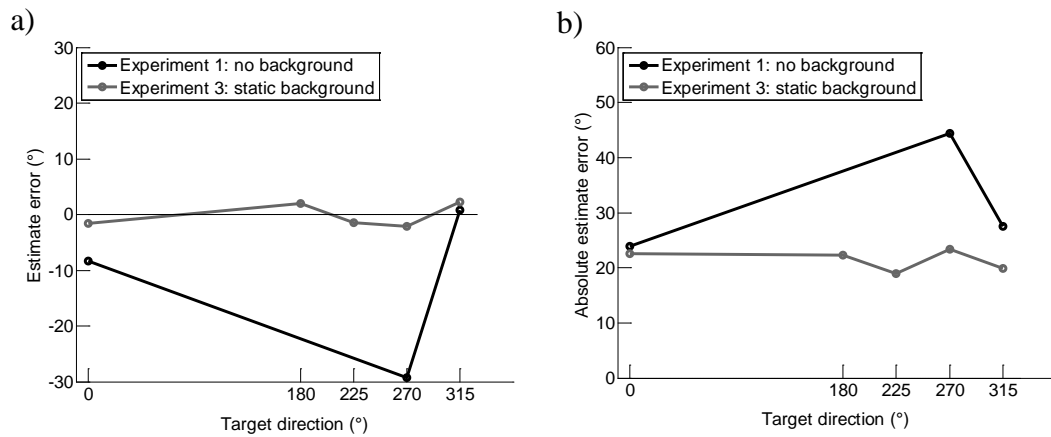 a)
30
Experiment 1: no background
Experiment 3: static background
20
10
0
-10
-20
-30
Estimate error (°)
0 180 225 270 315
Target direction (°)
b)
60
Experiment 1: no background
Experiment 3: static background
50
40
30
20
10
0
Absolute estimate error (°)
0 180 225 270 315
Target direction (°)